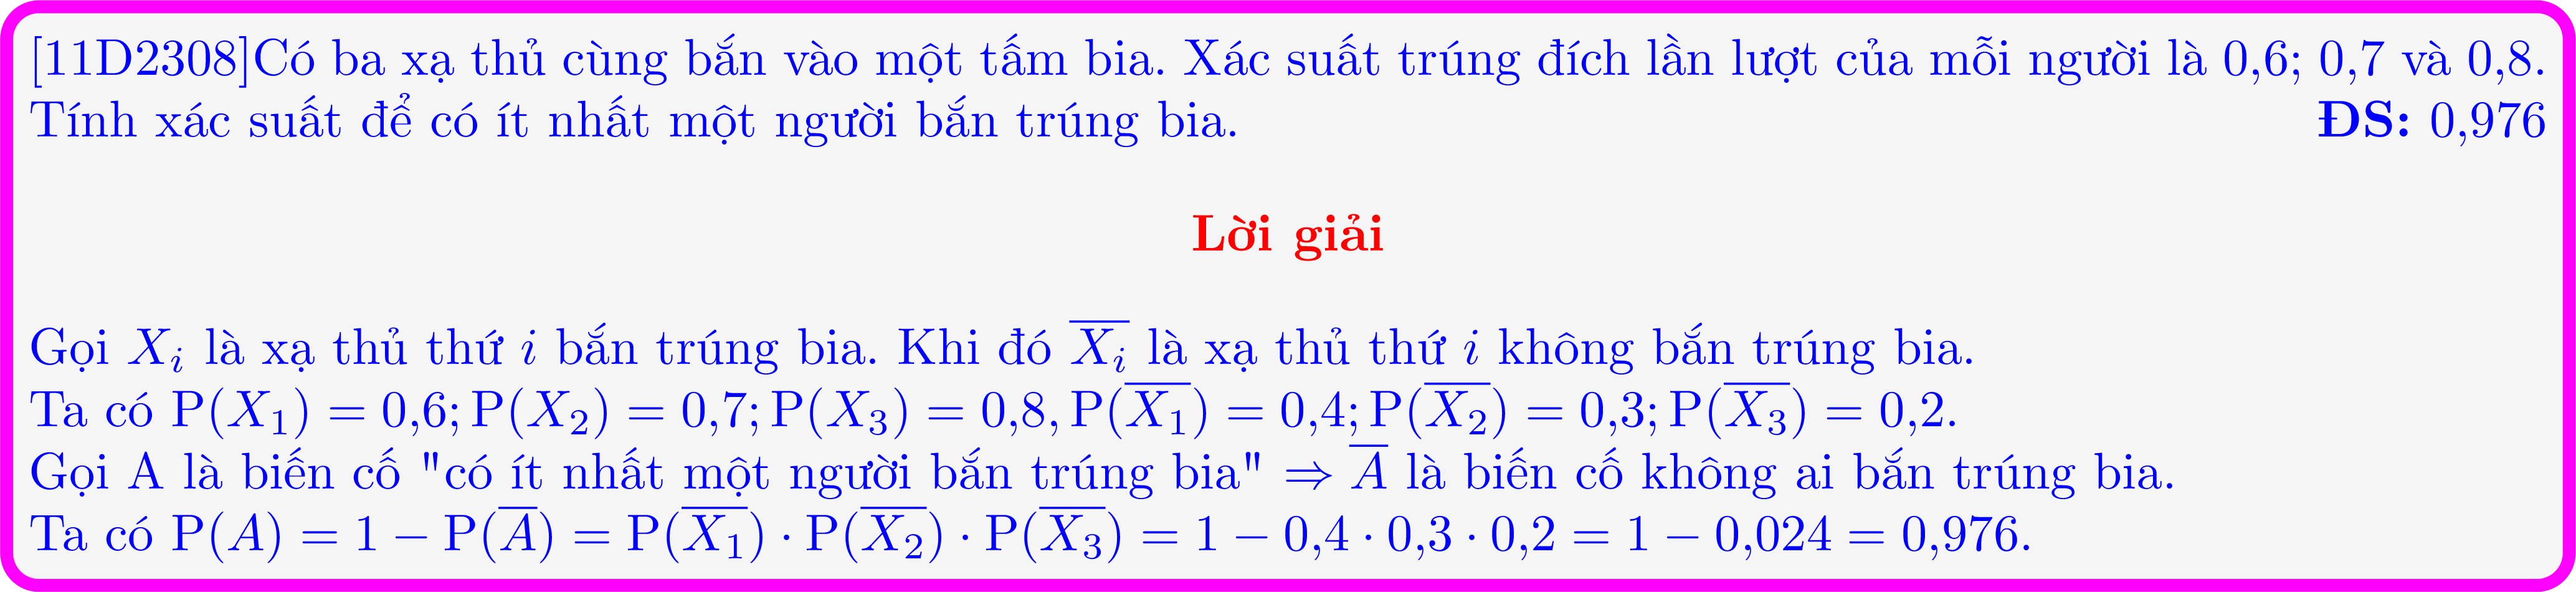 [11D2308]Có ba xạ thủ cùng bắn vào một tấm bia. Xác suất trúng đích lần lượt của mỗi người là 0,6; 0,7 và 0,8.
Tính xác suất để có ít nhất một người bắn trúng bia. ĐS: 0,976
Lời giải
Gọi $X_i$ là xạ thủ thứ $i$ bắn trúng bia. Khi đó $\overline{X_i}$ là xạ thủ thứ $i$ không bắn trúng bia.
Ta có $\mathrm{P}(X_1) = 0,6; \mathrm{P}(X_2) = 0,7; \mathrm{P}(X_3) = 0,8, \mathrm{P}(\overline{X_1}) = 0,4; \mathrm{P}(\overline{X_2}) = 0,3; \mathrm{P}(\overline{X_3}) = 0,2.$
Gọi A là biến cố "có ít nhất một người bắn trúng bia" $\Rightarrow \overline{A}$ là biến cố không ai bắn trúng bia.
Ta có $\mathrm{P}(A) = 1 - \mathrm{P}(\overline{A}) = \mathrm{P}(\overline{X_1}) \cdot \mathrm{P}(\overline{X_2}) \cdot \mathrm{P}(\overline{X_3}) = 1 - 0,4 \cdot 0,3 \cdot 0,2 = 1 - 0,024 = 0,976.$